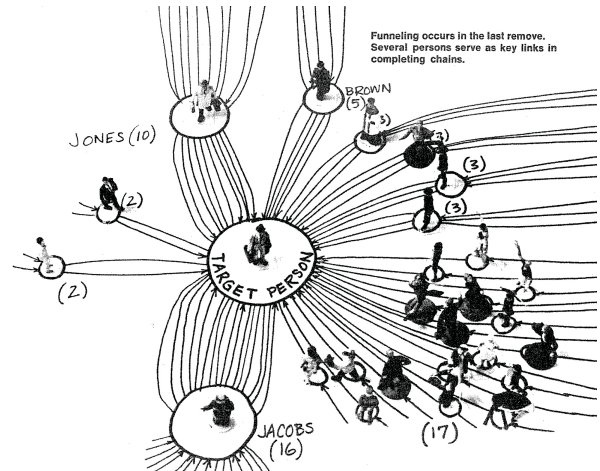 Funneling occurs in the last remove.
Several persons serve as key links in
completing chains.
BROWN
(5)
3)
JONES (10)
3)
(3)
(2)
(3)
TARGET PERSON
(2)
JACOBS
(16)
(17)